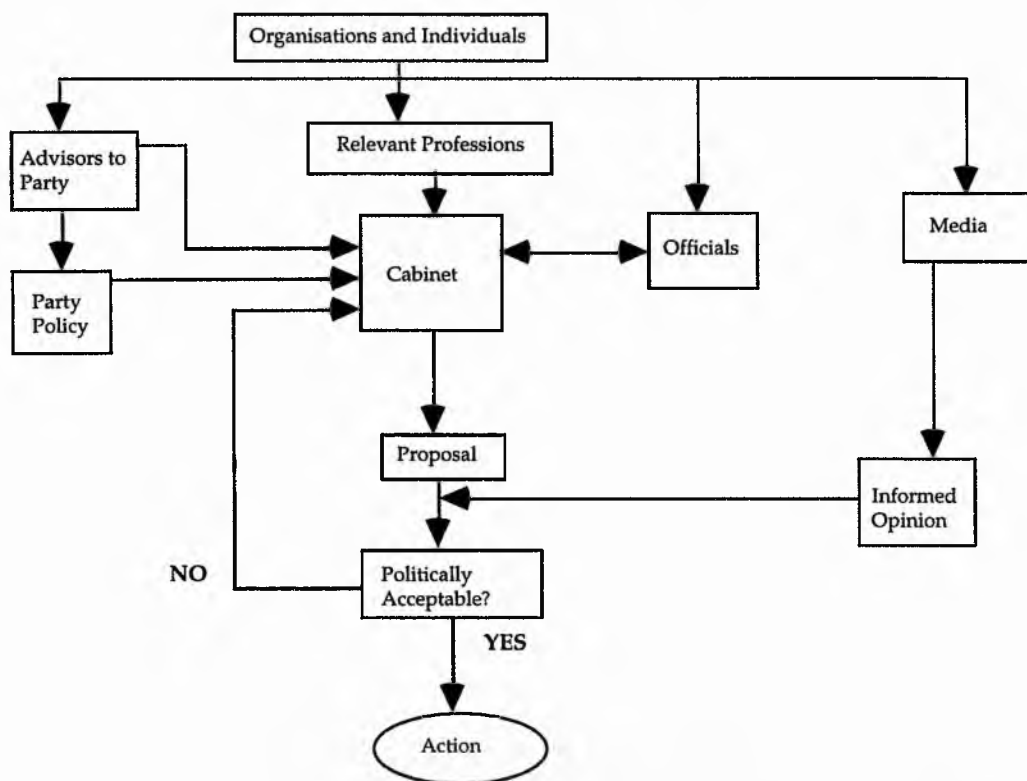 Organisations and Individuals
Relevant Professions
Advisors to
Party
Media
Officials
Cabinet
Party
Policy
Proposal
Informed
Opinion
NO
Politically
Acceptable?
YES
Action